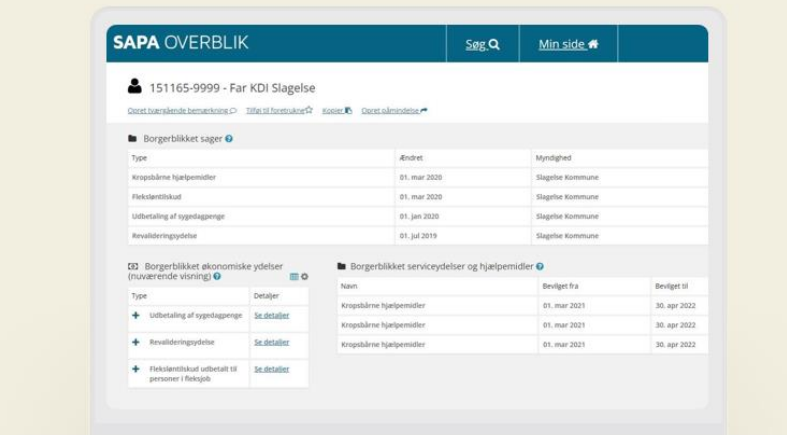 SAPA OVERBLIK
Søg
Min side
151165-9999 - Far KDI Slagelse
Opret tværgående bemærkning Tilføj til foretrukne Kopier Opret påmindelse
Borgerblikket sager
Type Ændret Myndighed
Kropsbårne hjælpemidler 01. mar 2020 Slagelse Kommune
Fleksløntilskud 01. mar 2020 Slagelse Kommune
Udbetaling af sygedagpenge 01. jan 2020 Slagelse Kommune
Revalideringsydelse 01. jul 2019 Slagelse Kommune
Borgerblikket økonomiske ydelser
(nuværende visning)
Type Detaljer
Udbetaling af sygedagpenge Se detaljer
Revalideringsydelse Se detaljer
Fleksløntilskud udbetalt til Se detaljer
personer i fleksjob
Borgerblikket serviceydelser og hjælpemidler
Navn Bevilget fra Bevilget til
Kropsbårne hjælpemidler 01. mar 2021 30. apr 2022
Kropsbårne hjælpemidler 01. mar 2021 30. apr 2022
Kropsbårne hjælpemidler 01. mar 2021 30. apr 2022